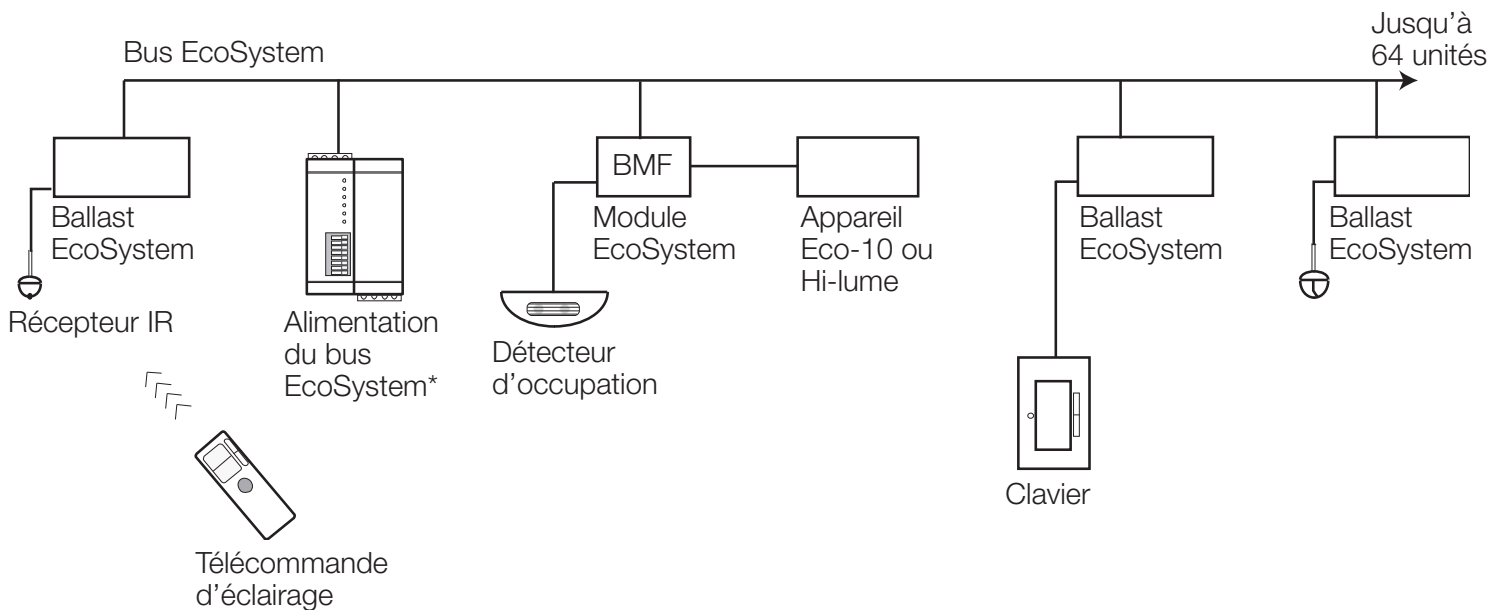 Jusqu'à
64 unités
Bus EcoSystem
BMF
Ballast
EcoSystem
Module
EcoSystem
Appareil
Eco-10 ou
Hi-lume
Ballast
EcoSystem
Ballast
EcoSystem
Récepteur IR
Alimentation
du bus
EcoSystem*
Détecteur
d'occupation
Clavier
Télécommande
d'éclairage